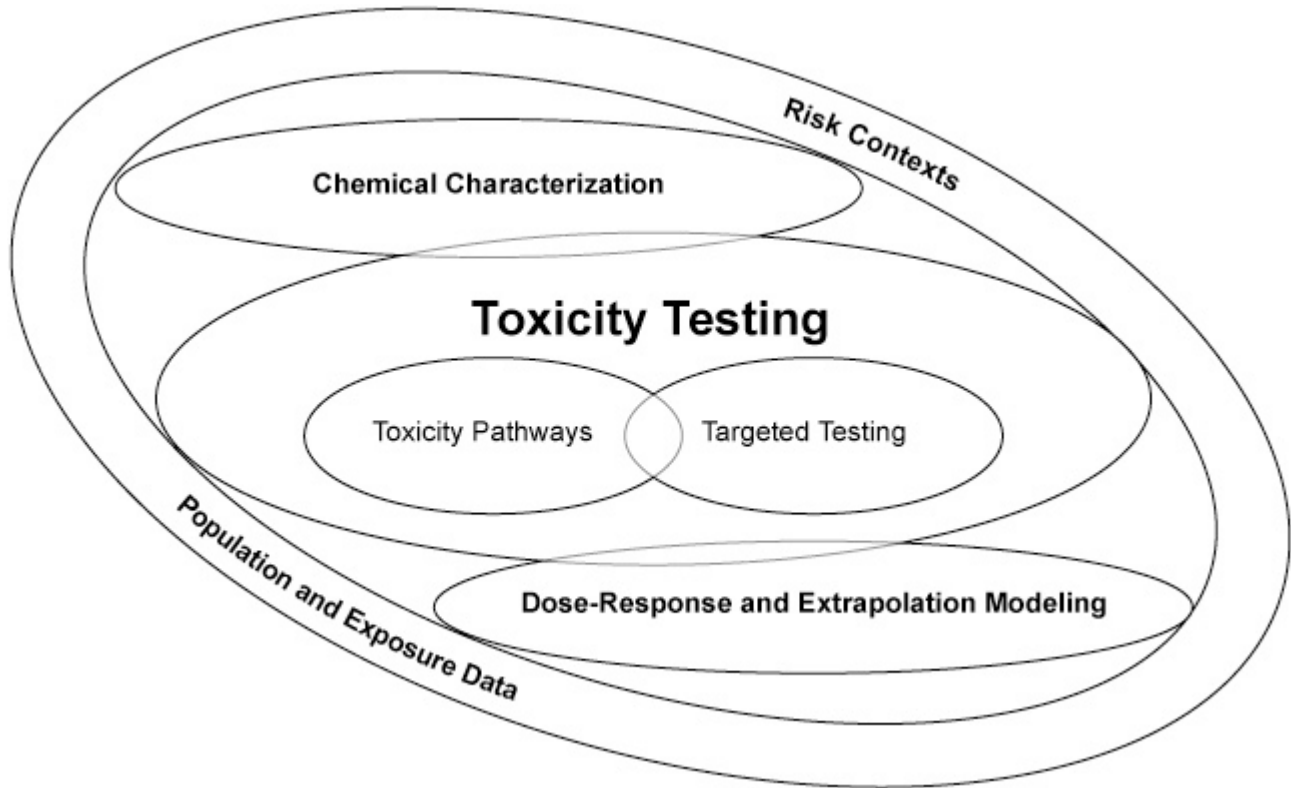 Risk Contexts
Chemical Characterization
Toxicity Testing
Toxicity Pathways
Targeted Testing
Population and Exposure Data
Dose-Response and Extrapolation Modeling